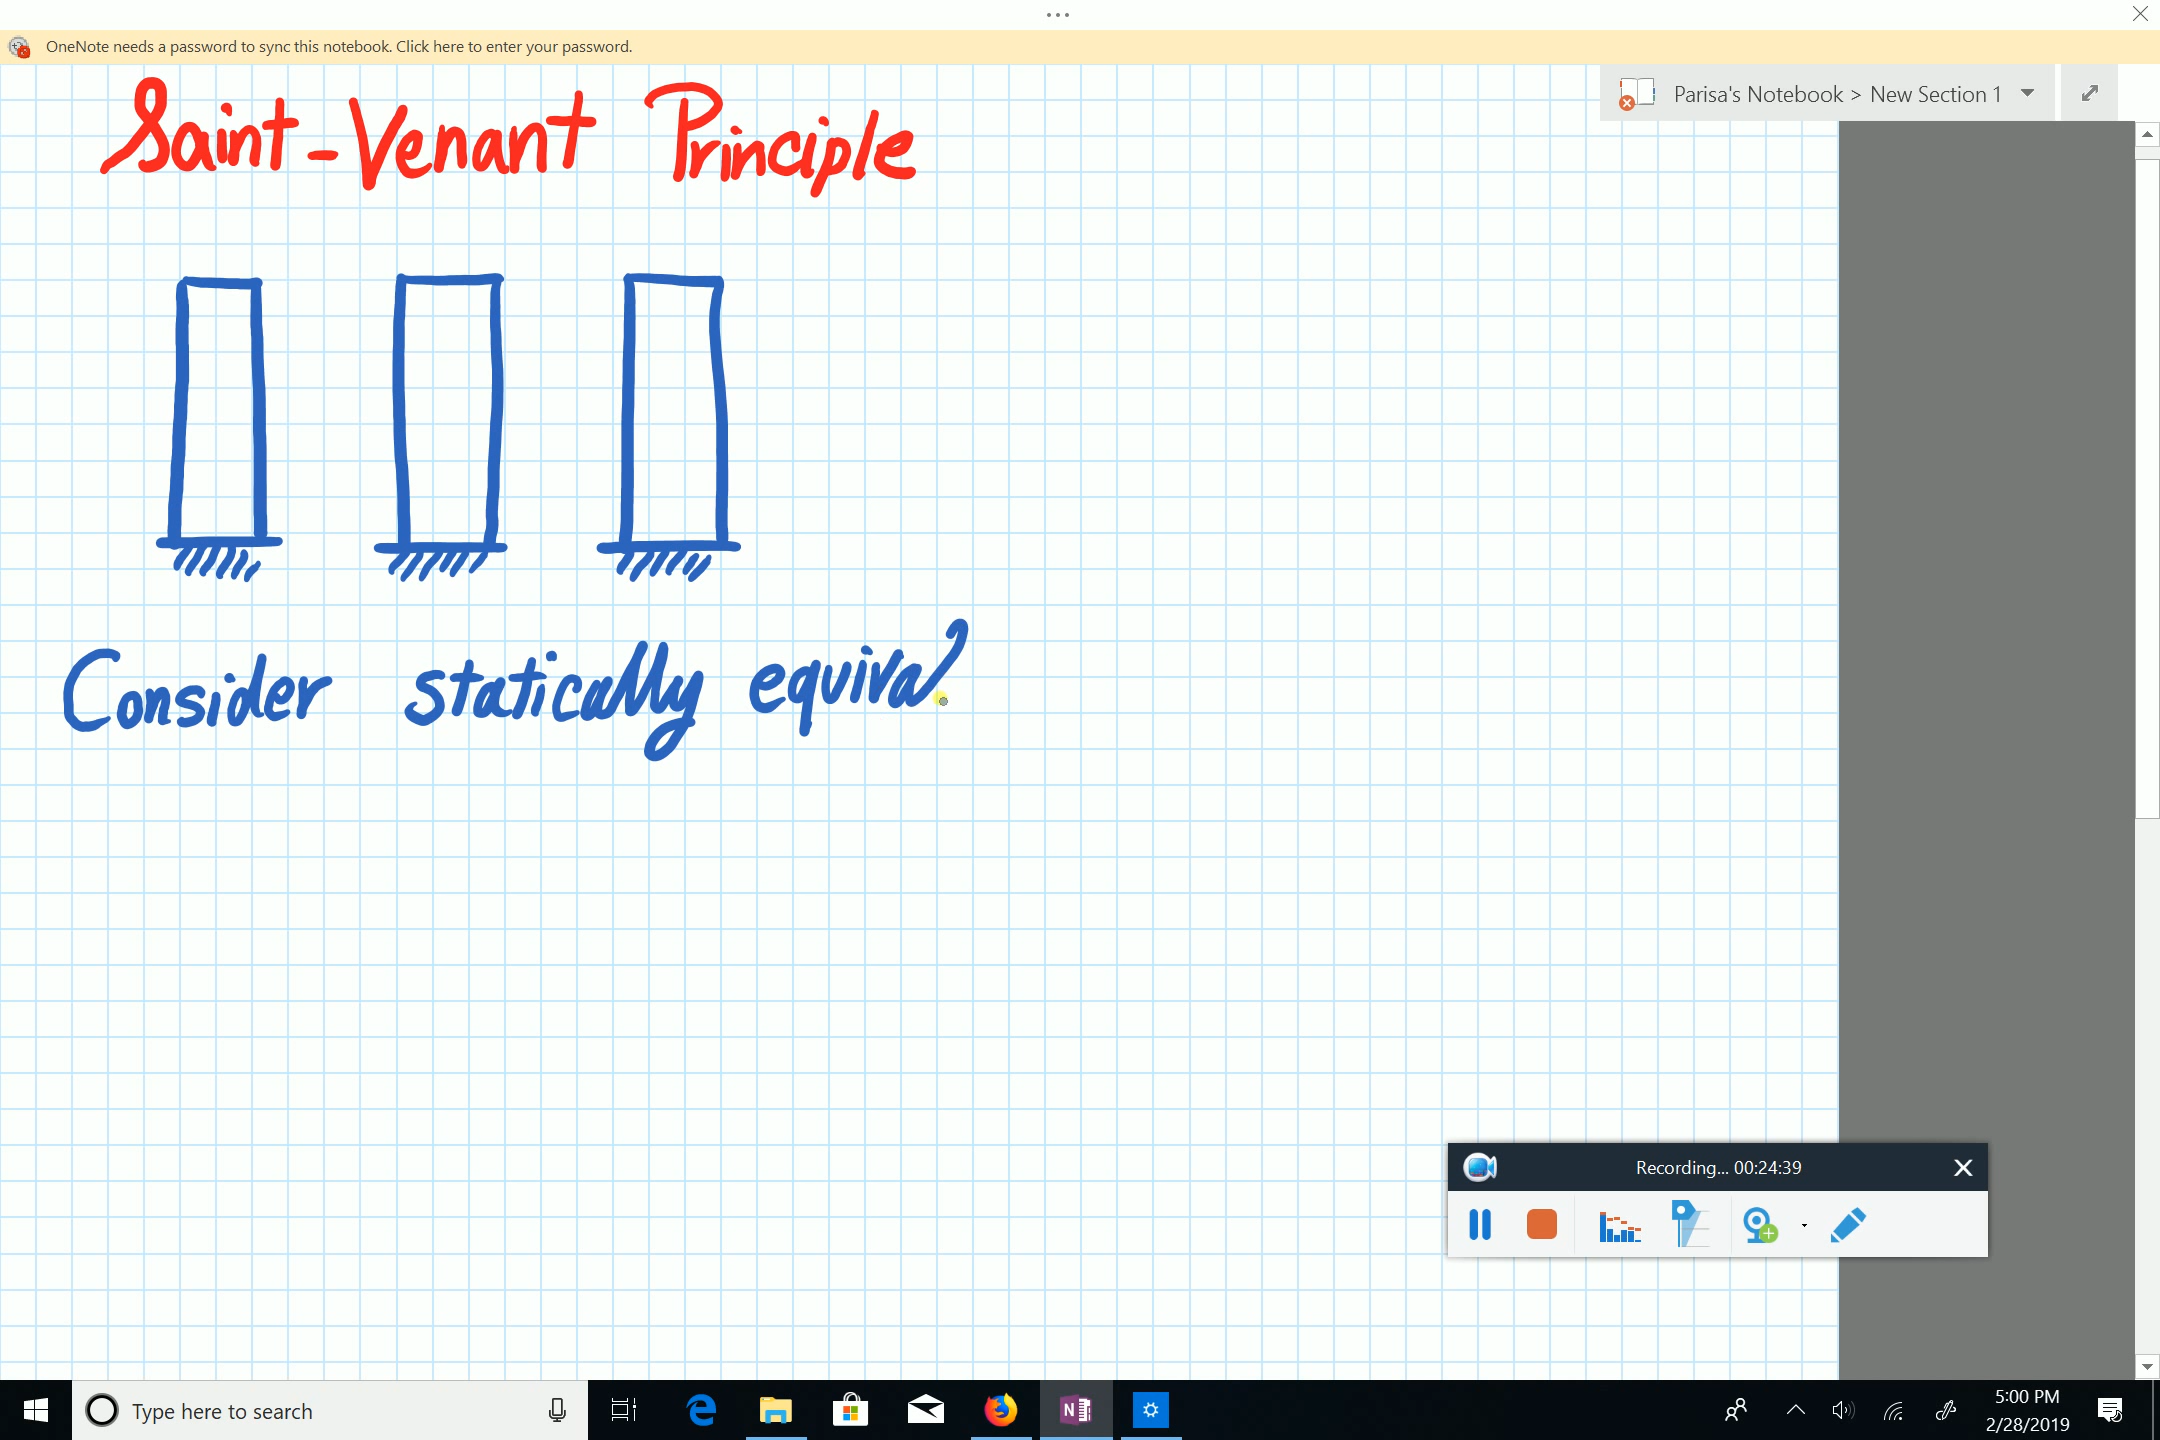 OneNote needs a password to sync this notebook. Click here to enter your password.
Parisa's Notebook > New Section 1
Saint-Venant Principle
Consider statically equival
Recording... 00:24:39
Type here to search
N
5:00 PM
2/28/2019